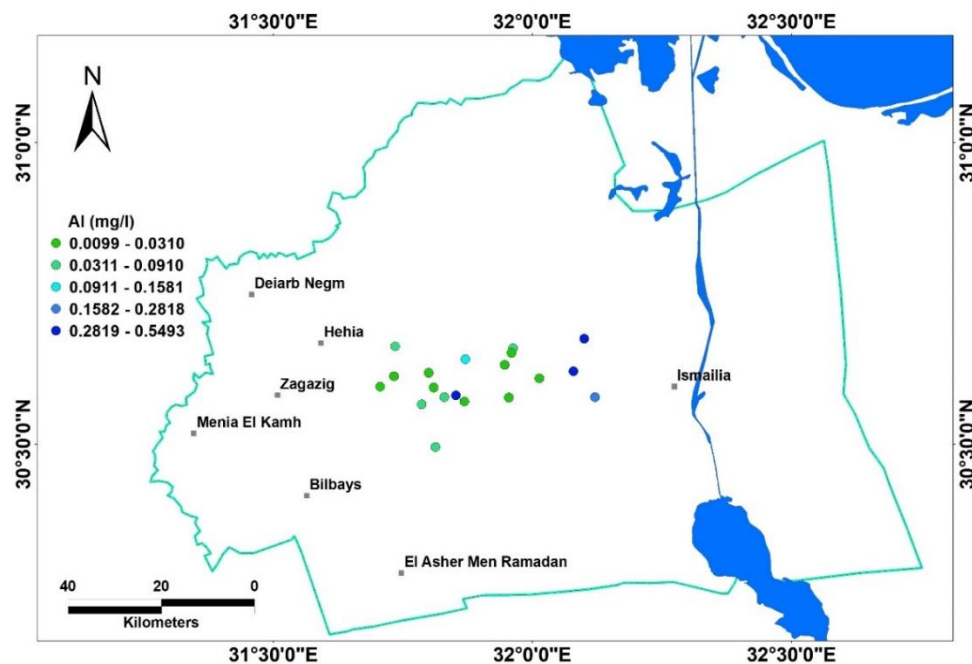 31°30'0"E 32°0'0"E 32°30'0"E
N
31°0'0"N 31°0'0"N
Al (mg/l)
0.0099 - 0.0310
0.0311 - 0.0910
0.0911 - 0.1581
0.1582 - 0.2818
0.2819 - 0.5493
Deiarb Negm
Hehia
Zagazig
Ismailia
Menia El Kamh
30°30'0"N 30°30'0"N
Bilbays
El Asher Men Ramadan
40 20 0
Kilometers
31°30'0"E 32°0'0"E 32°30'0"E